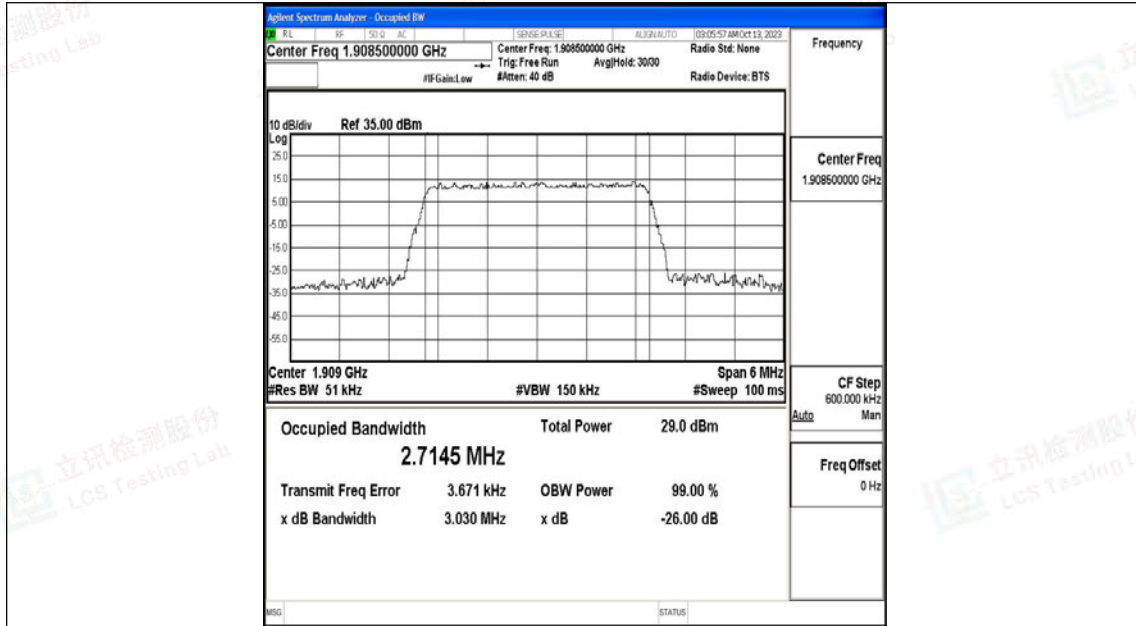 Agilent Spectrum Analyzer - Occupied BW
RL RF 50 Ω AC SENSE:PULSE ALIGN AUTO 03:05:57 AM Oct 13, 2023
Center Freq 1.908500000 GHz
Center Freq: 1.908500000 GHz
Radio Std: None
Trig: Free Run Avg|Hold: 30/30
#IFGain:Low #Atten: 40 dB Radio Device: BTS
10 dB/div Ref 35.00 dBm
Log
25.0
15.0
5.00
-5.00
-15.0
-25.0
-35.0
-45.0
-55.0
Center 1.909 GHz Span 6 MHz
#Res BW 51 kHz #VBW 150 kHz #Sweep 100 ms
Occupied Bandwidth Total Power 29.0 dBm
2.7145 MHz
Transmit Freq Error 3.671 kHz OBW Power 99.00 %
x dB Bandwidth 3.030 MHz x dB -26.00 dB
MSG STATUS
Frequency
Center Freq
1.908500000 GHz
CF Step
600.000 kHz
Auto Man
Freq Offset
0 Hz
立讯检测股份
LCS Testing Lab